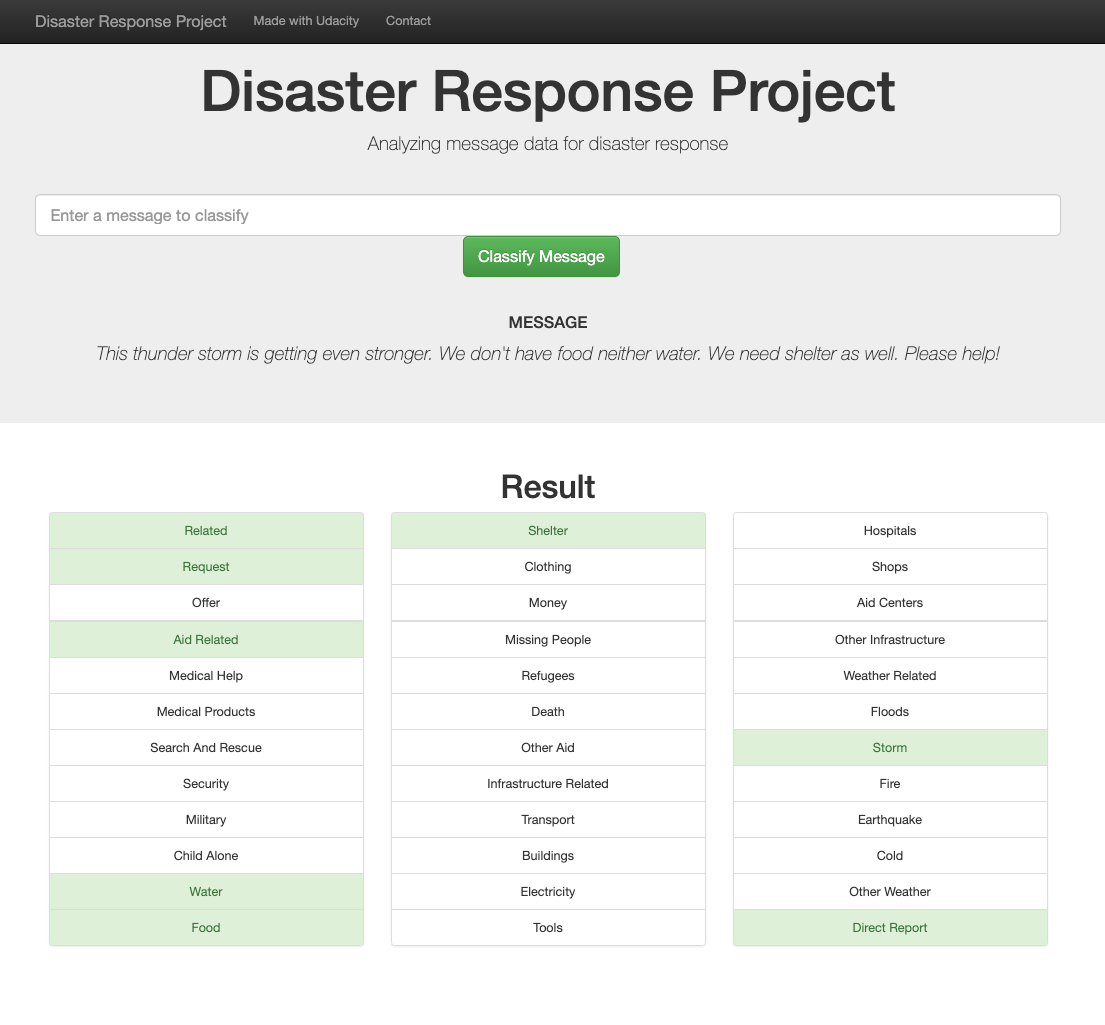 Disaster Response Project Made with Udacity Contact
Disaster Response Project
Analyzing message data for disaster response
Enter a message to classify
Classify Message
MESSAGE
This thunder storm is getting even stronger. We don't have food neither water. We need shelter as well. Please help!
Result
Related
Request
Offer
Aid Related
Medical Help
Medical Products
Search And Rescue
Security
Military
Child Alone
Water
Food
Shelter
Clothing
Money
Missing People
Refugees
Death
Other Aid
Infrastructure Related
Transport
Buildings
Electricity
Tools
Hospitals
Shops
Aid Centers
Other Infrastructure
Weather Related
Floods
Storm
Fire
Earthquake
Cold
Other Weather
Direct Report